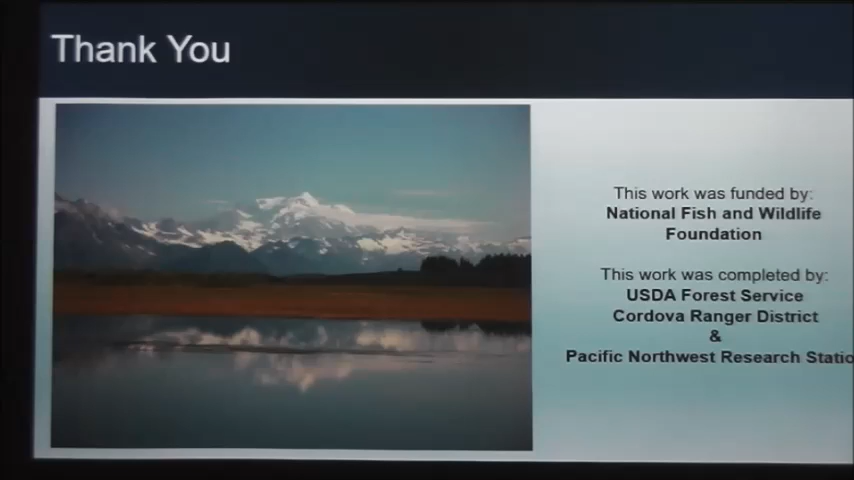 Thank You
This work was funded by:
National Fish and Wildlife
Foundation
This work was completed by:
USDA Forest Service
Cordova Ranger District
&
Pacific Northwest Research Statio